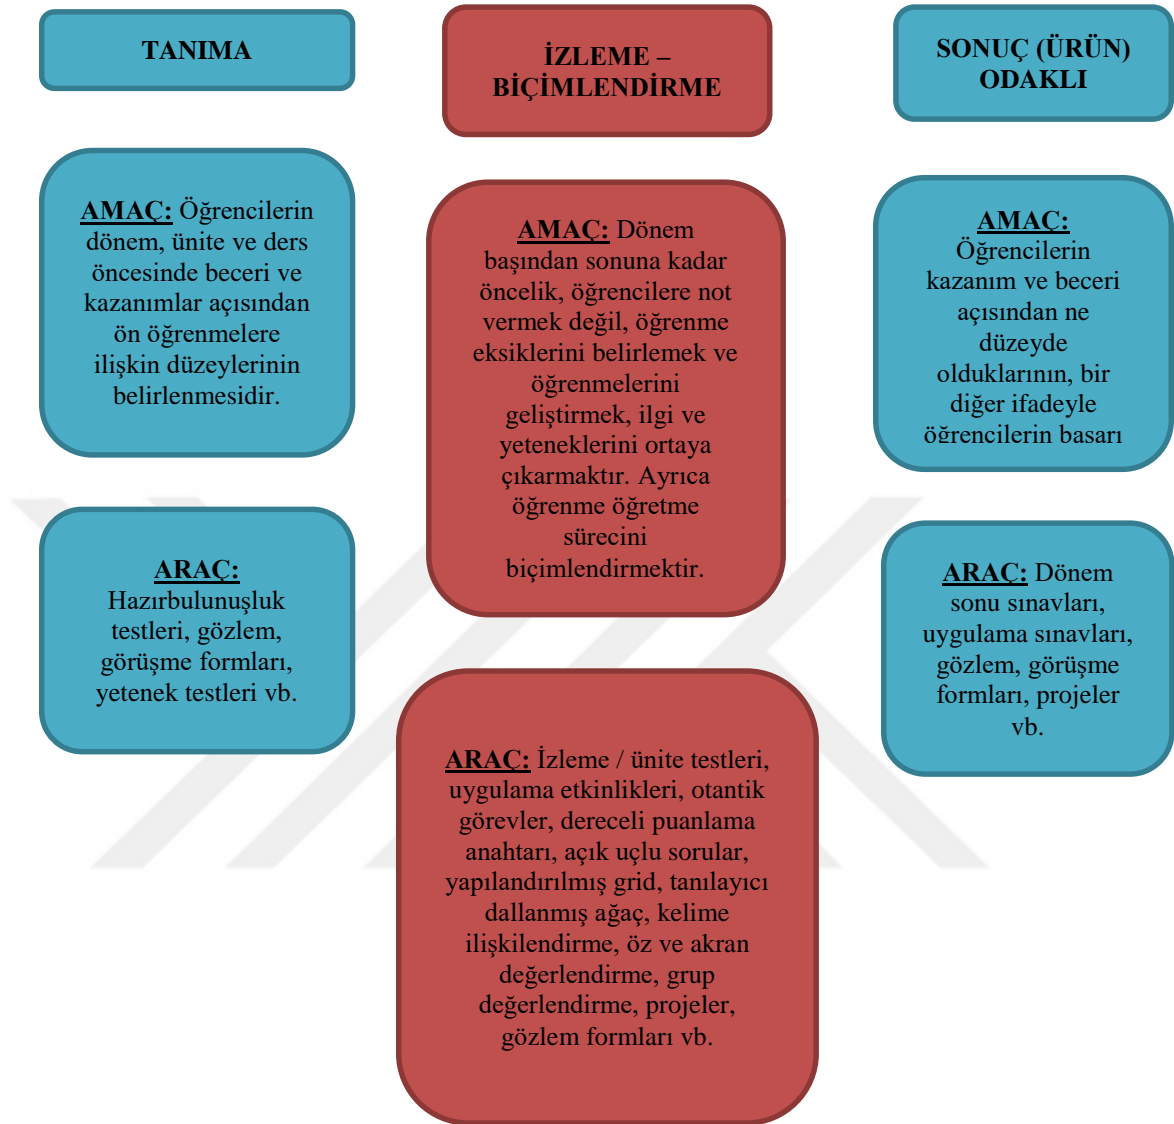 TANIMA
AMAÇ: Öğrencilerin
dönem, ünite ve ders
öncesinde beceri ve
kazanımlar açısından
ön öğrenmelere
ilişkin düzeylerinin
belirlenmesidir.
ARAÇ:
Hazırbulunuşluk
testleri, gözlem,
görüşme formları,
yetenek testleri vb.
İZLEME –
BİÇİMLENDİRME
AMAÇ: Dönem
başından sonuna kadar
öncelik, öğrencilere not
vermek değil, öğrenme
eksiklerini belirlemek ve
öğrenmelerini
geliştirmek, ilgi ve
yeteneklerini ortaya
çıkarmaktır. Ayrıca
öğrenme öğretme
sürecini
biçimlendirmektir.
ARAÇ: İzleme / ünite testleri,
uygulama etkinlikleri, otantik
görevler, dereceli puanlama
anahtarı, açık uçlu sorular,
yapılandırılmış grid, tanılayıcı
dallanmış ağaç, kelime
ilişkilendirme, öz ve akran
değerlendirme, grup
değerlendirme, projeler,
gözlem formları vb.
SONUÇ (ÜRÜN)
ODAKLI
AMAÇ:
Öğrencilerin
kazanım ve beceri
açısından ne
düzeyde
olduklarının, bir
diğer ifadeyle
öğrencilerin başarı
ARAÇ: Dönem
sonu sınavları,
uygulama sınavları,
gözlem, görüşme
formları, projeler
vb.